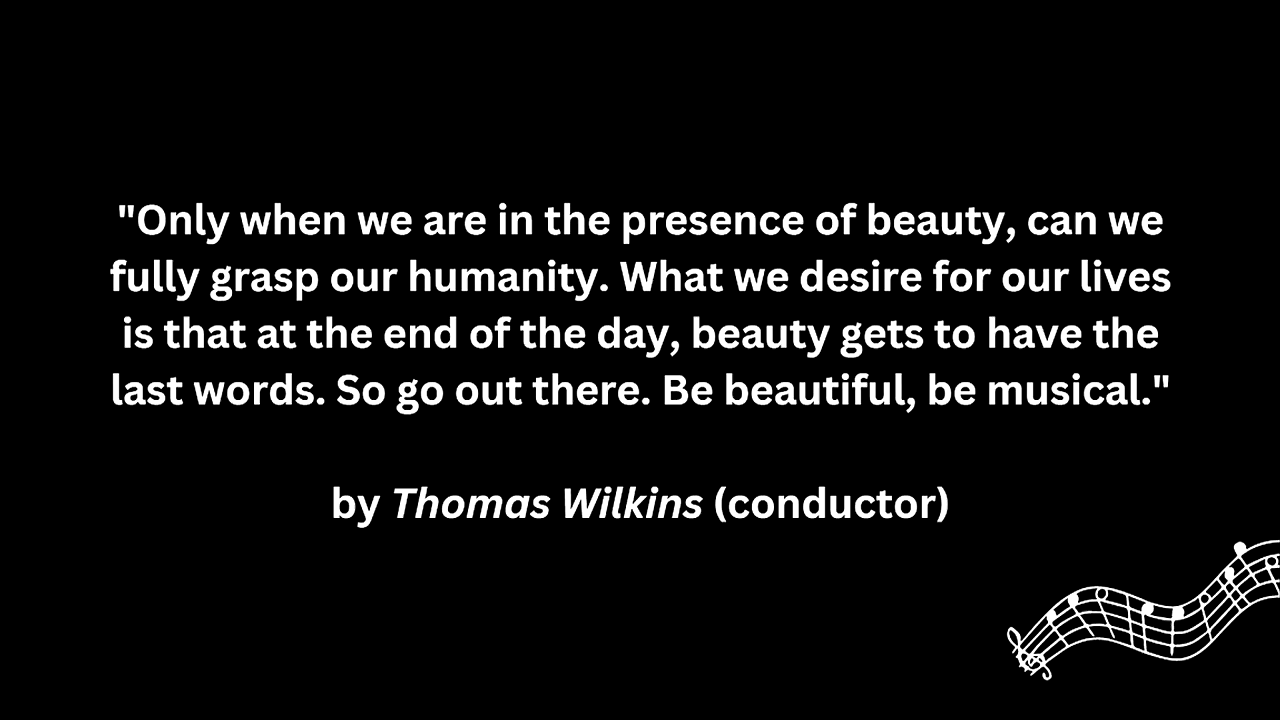 "Only when we are in the presence of beauty, can we
fully grasp our humanity. What we desire for our lives
is that at the end of the day, beauty gets to have the
last words. So go out there. Be beautiful, be musical."
by Thomas Wilkins (conductor)